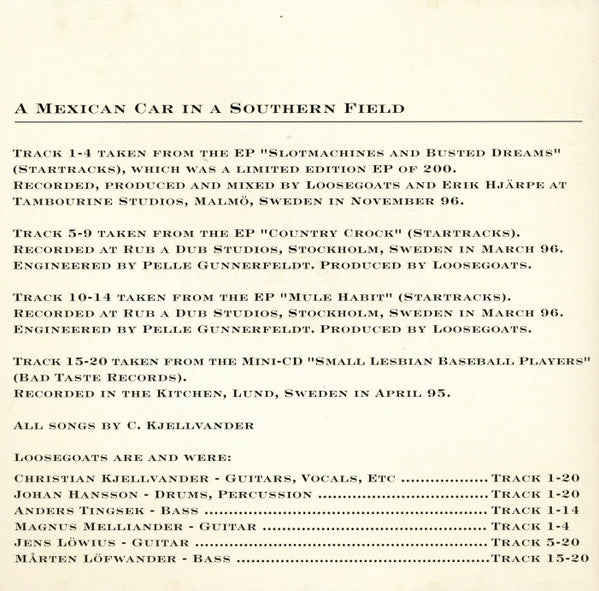 A Mexican Car in a Southern Field
Track 1-4 taken from the EP "Slotmachines and Busted Dreams"
(Startracks), which was a limited edition EP of 200.
Recorded, produced and mixed by Loosegoats and Erik Hjärpe at
Tambourine Studios, Malmö, Sweden in November 96.
Track 5-9 taken from the EP "Country Crock" (Startracks).
Recorded at Rub a Dub Studios, Stockholm, Sweden in March 96.
Engineered by Pelle Gunnerfeldt. Produced by Loosegoats.
Track 10-14 taken from the EP "Mule Habit" (Startracks).
Recorded at Rub a Dub Studios, Stockholm, Sweden in March 96.
Engineered by Pelle Gunnerfeldt. Produced by Loosegoats.
Track 15-20 taken from the Mini-CD "Small Lesbian Baseball Players"
(Bad Taste Records).
Recorded in the Kitchen, Lund, Sweden in April 95.
All songs by C. Kjellvander
Loosegoats are and were:
Christian Kjellvander - Guitars, Vocals, Etc ...................Track 1-20
Johan Hansson - Drums, Percussion ..................................Track 1-20
Anders Tingsek - Bass ..........................................................Track 1-14
Magnus Melliander - Guitar ..............................................Track 1-4
Jens Löwius - Guitar ............................................................Track 5-20
Mårten Löfwander - Bass ....................................................Track 15-20